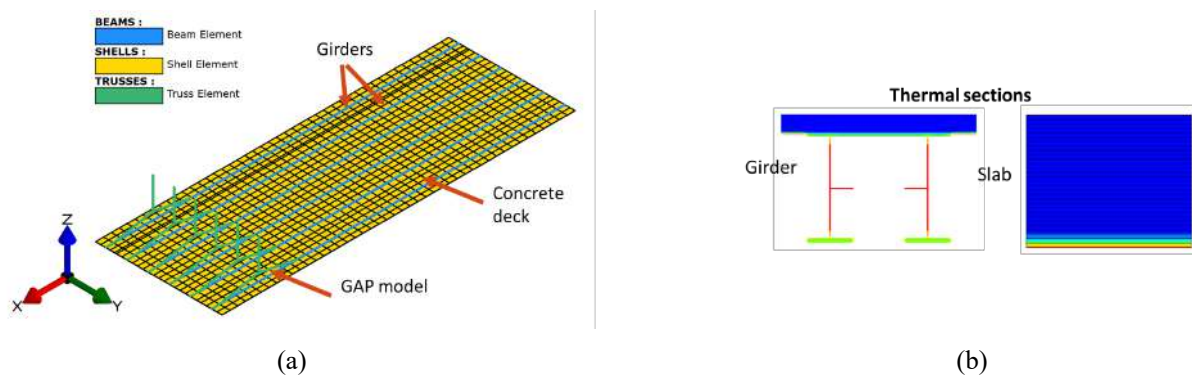 BEAMS :
Beam Element
SHELLS :
Shell Element
TRUSSES :
Truss Element
Girders
Concrete
deck
GAP model
Z
X
Y
(a)
Thermal sections
Girder
Slab
(b)